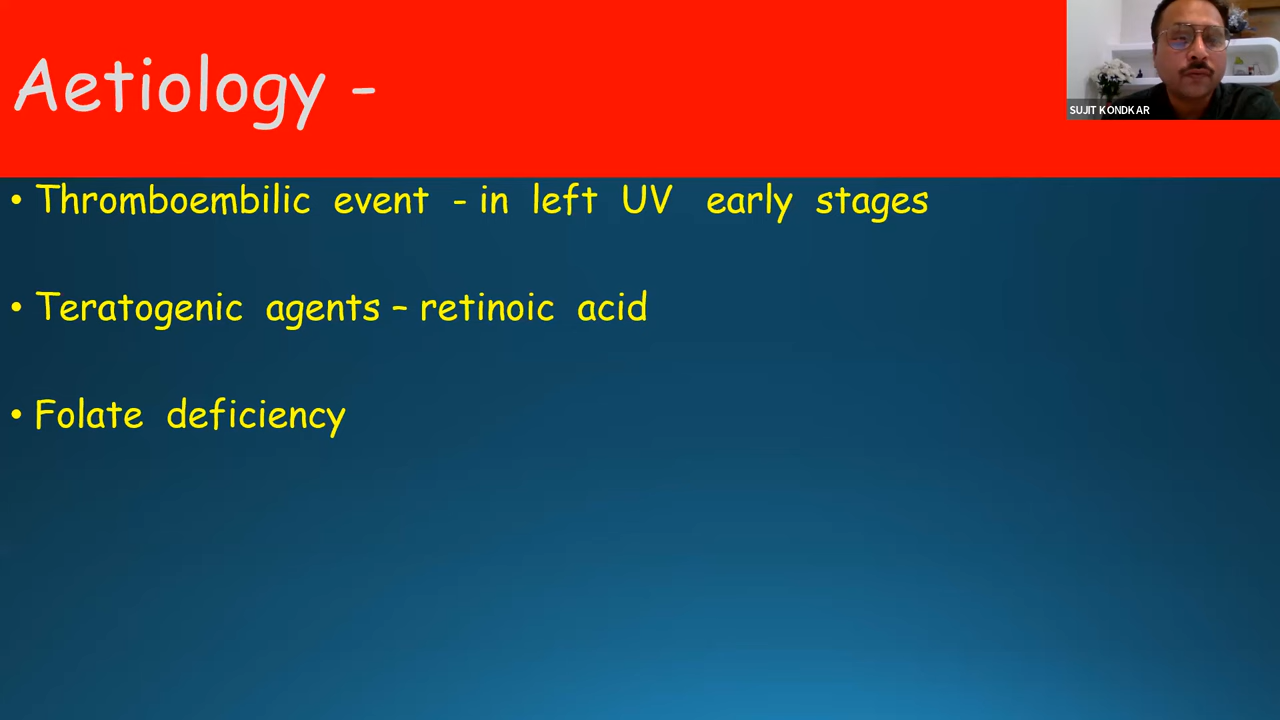 Aetiology -
SUJIT KONDKAR
• Thromboembilic event - in left UV early stages
• Teratogenic agents – retinoic acid
• Folate deficiency